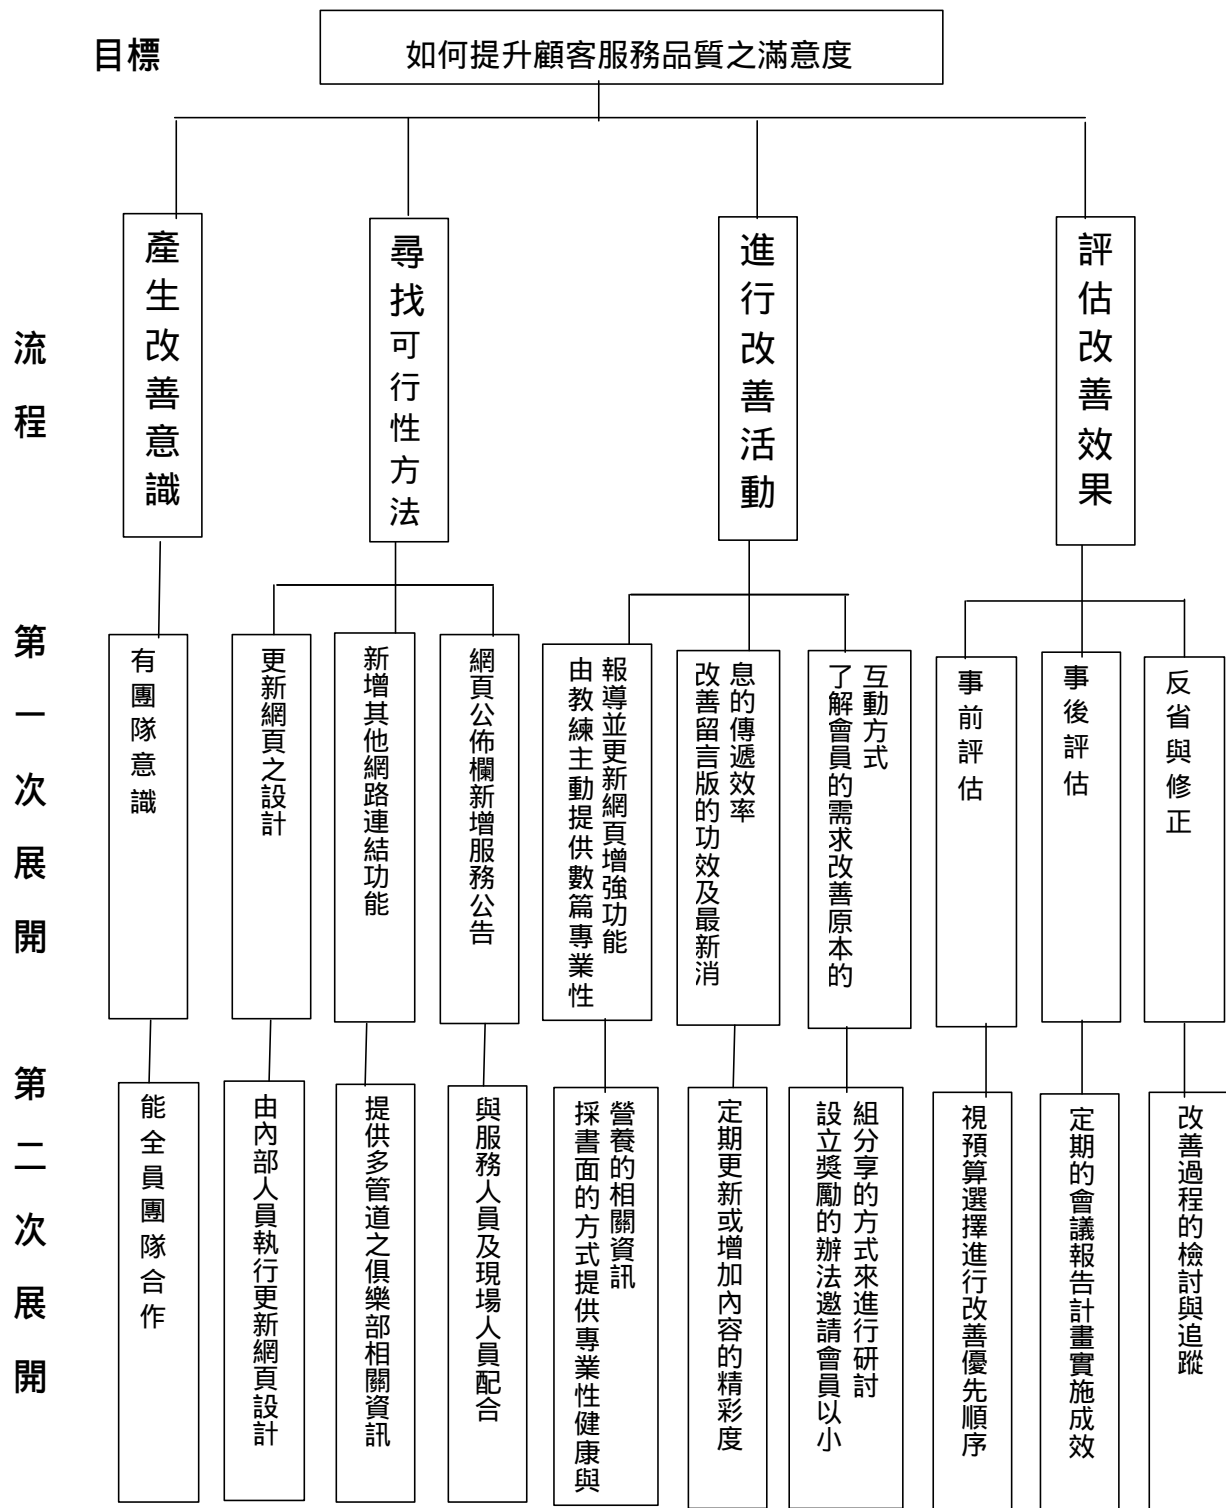 目標
如何提升顧客服務品質之滿意度
流程
產生改善意識
尋找可行性方法
進行改善活動
評估改善效果
第一次展開
有團隊意識
更新網頁之設計
新增其他網路連結功能
網頁公佈欄新增服務公告
報導並更新網頁增強功能
由教練主動提供數篇專業性
息的傳遞效率
改善留言版的功效及最新消
互動方式
了解會員的需求改善原本的
事前評估
事後評估
反省與修正
第二次展開
能全員團隊合作
由內部人員執行更新網頁設計
提供多管道之俱樂部相關資訊
與服務人員及現場人員配合
營養的相關資訊
採書面的方式提供專業性健康與
定期更新或增加內容的精彩度
組分享的方式來進行研討
設立獎勵的辦法邀請會員以小
視預算選擇進行改善優先順序
定期的會議報告計畫實施成效
改善過程的檢討與追蹤